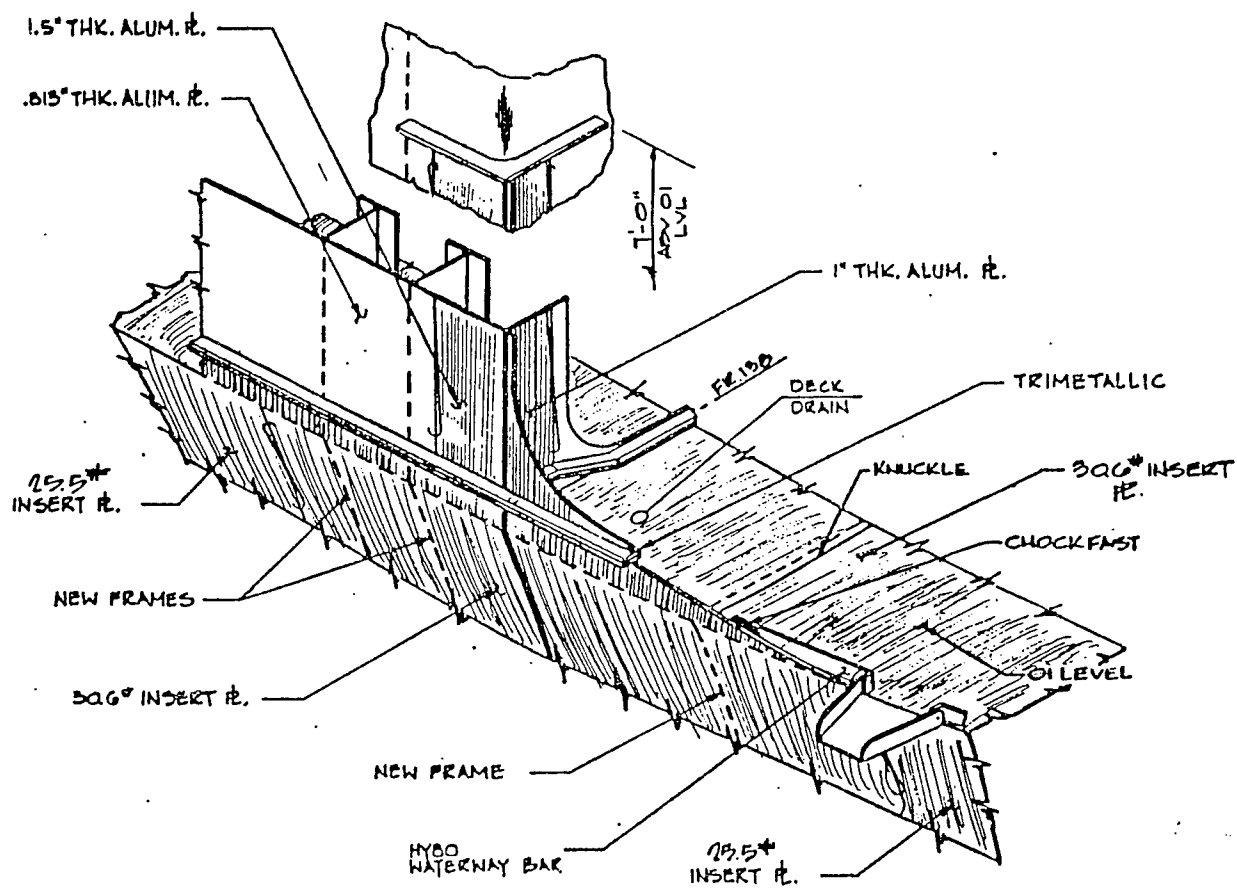 1.5" THK. ALUM. PL.
.813" THK. ALUM. PL.
7'-0"
ABV 01
LVL
1" THK. ALUM. PL.
FR. 138
DECK
DRAIN
TRIMETALLIC
KNUCKLE
30.6# INSERT
PL.
CHOCKFAST
25.5#
INSERT PL.
NEW FRAMES
01 LEVEL
30.6# INSERT PL.
NEW FRAME
HY80
WATERWAY BAR
25.5#
INSERT PL.